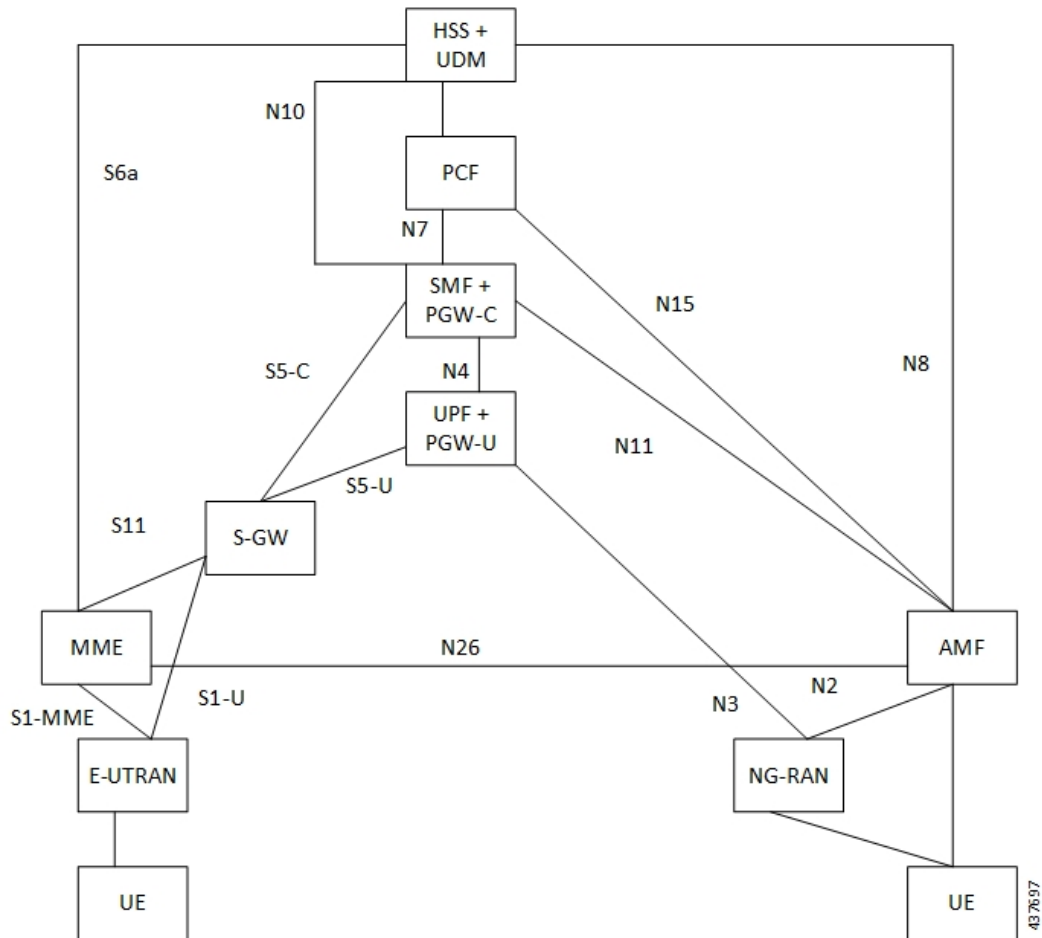 HSS +
UDM
N10
S6a
PCF
N7
SMF +
PGW-C
N15
S5-C
N4
N8
UPF +
PGW-U
N11
S5-U
S11
S-GW
MME
N26
AMF
S1-U
N2
S1-MME
N3
E-UTRAN
NG-RAN
UE
UE
437697